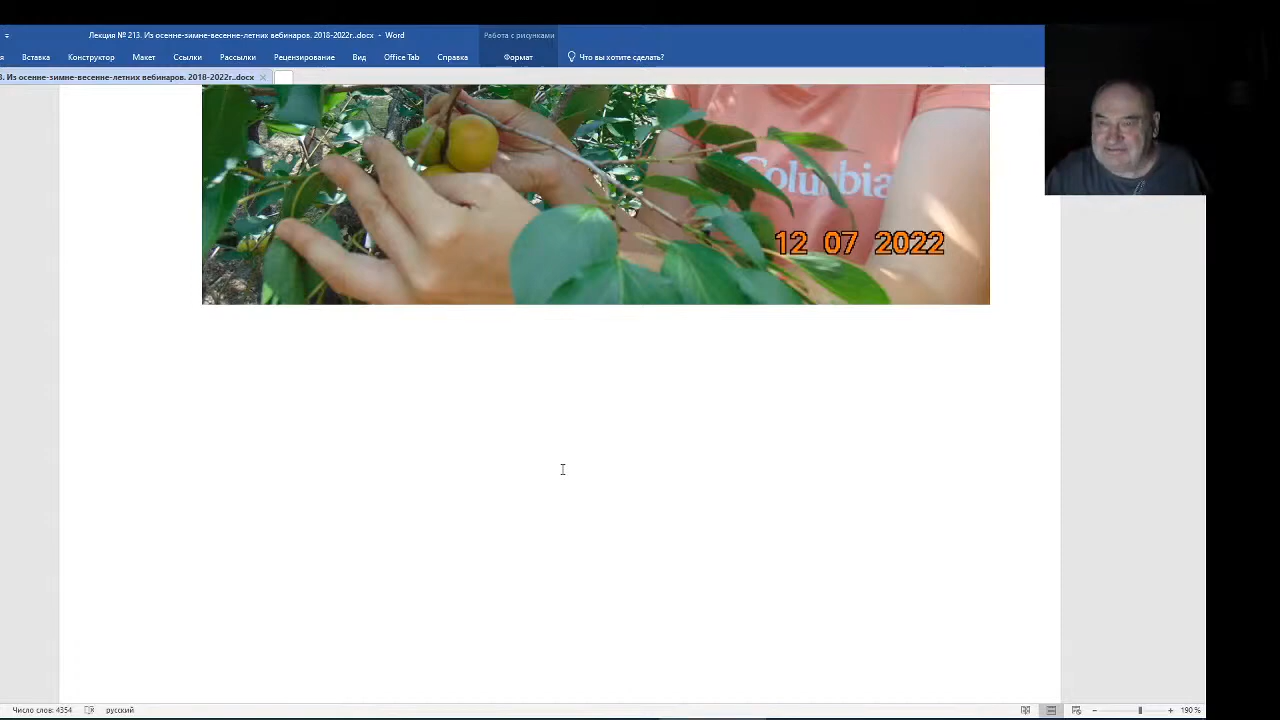 Лекция № 213. Из осенне-зимне-весенне-летних вебинаров. 2018-2022г..docx - Word
Работа с рисунками
я Вставка Конструктор Макет Ссылки Рассылки Рецензирование Вид Office Tab Справка Формат Что вы хотите сделать?
3. Из осенне-зимне-весенне-летних вебинаров. 2018-2022г..docx
Columbia
12 07 2022
Число слов: 4354 русский 190 %